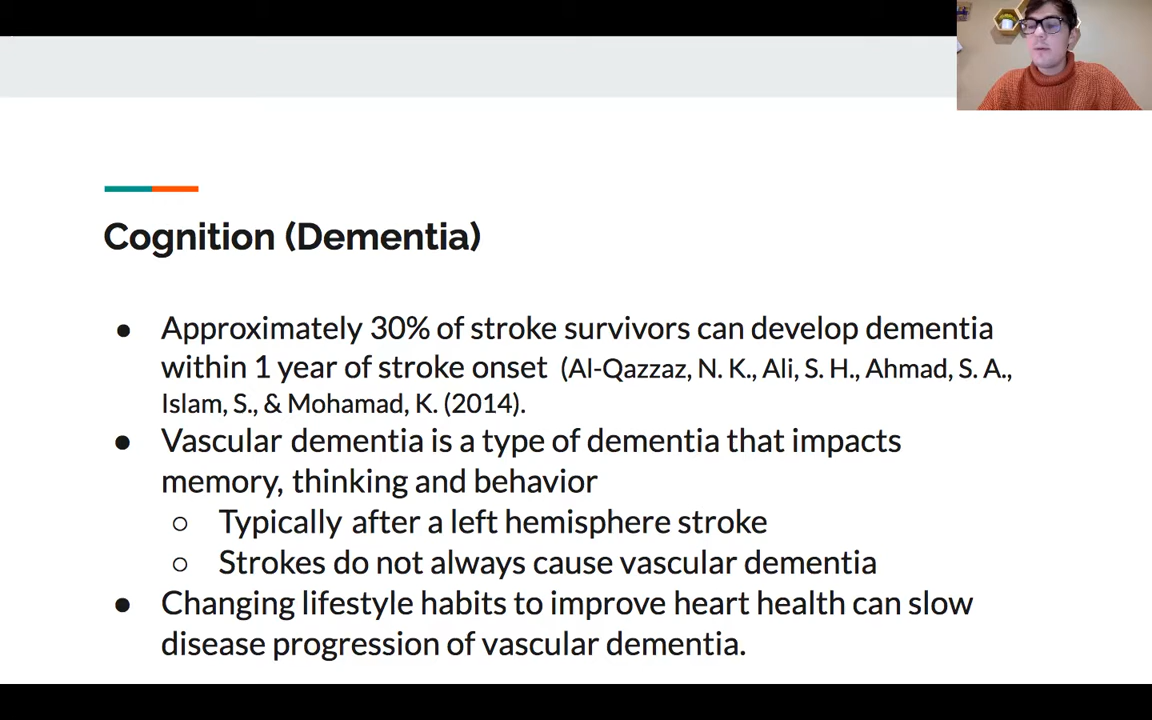 Cognition (Dementia)
● Approximately 30% of stroke survivors can develop dementia
within 1 year of stroke onset (Al-Qazzaz, N. K., Ali, S. H., Ahmad, S. A.,
Islam, S., & Mohamad, K. (2014).
● Vascular dementia is a type of dementia that impacts
memory, thinking and behavior
○ Typically after a left hemisphere stroke
○ Strokes do not always cause vascular dementia
● Changing lifestyle habits to improve heart health can slow
disease progression of vascular dementia.